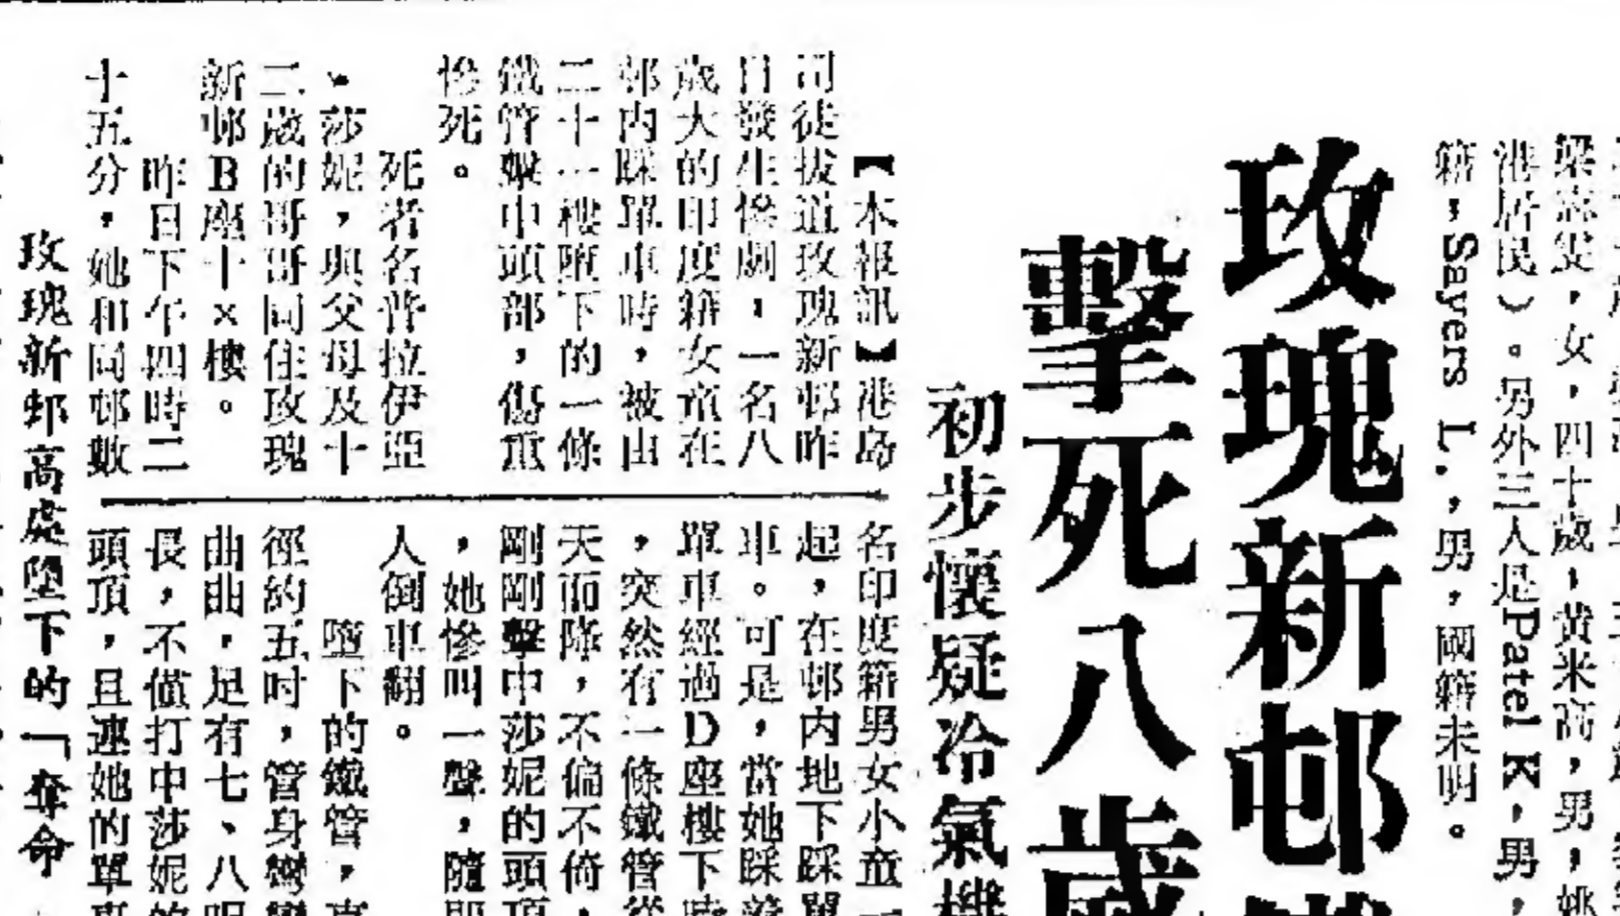 梁志雯，女，四十歲，黃米高，男，姚
港居民）。另外三人是Patel K，男，
籍，Sayers L.，男，國籍未明。
玫瑰新邨
擊死八歲
初步懷疑冷氣機
【本報訊】港島
司徒拔道玫瑰新邨昨
日發生慘劇，一名八
歲大的印度籍女童在
邨內踩單車時，被由
二十一樓墮下的一條
鐵管擊中頭部，傷重
慘死。
死者名普拉伊亞
、莎妮，與父母及十
二歲的哥哥同住玫瑰
新邨B座十×樓。
昨日下午四時二
十五分，她和同邨數
名印度籍男女小童一
起，在邨內地下踩單
車。可是，當她踩着
單車經過D座樓下時
，突然有一條鐵管從
天而降，不偏不倚，
剛剛擊中莎妮的頭頂
，她慘叫一聲，隨即
人倒車翻。
墮下的鐵管，直
徑約五吋，管身彎彎
曲曲，足有七、八呎
長，不僅打中莎妮的
頭頂，且連她的單車
玫瑰新邨高處墮下的「奪命